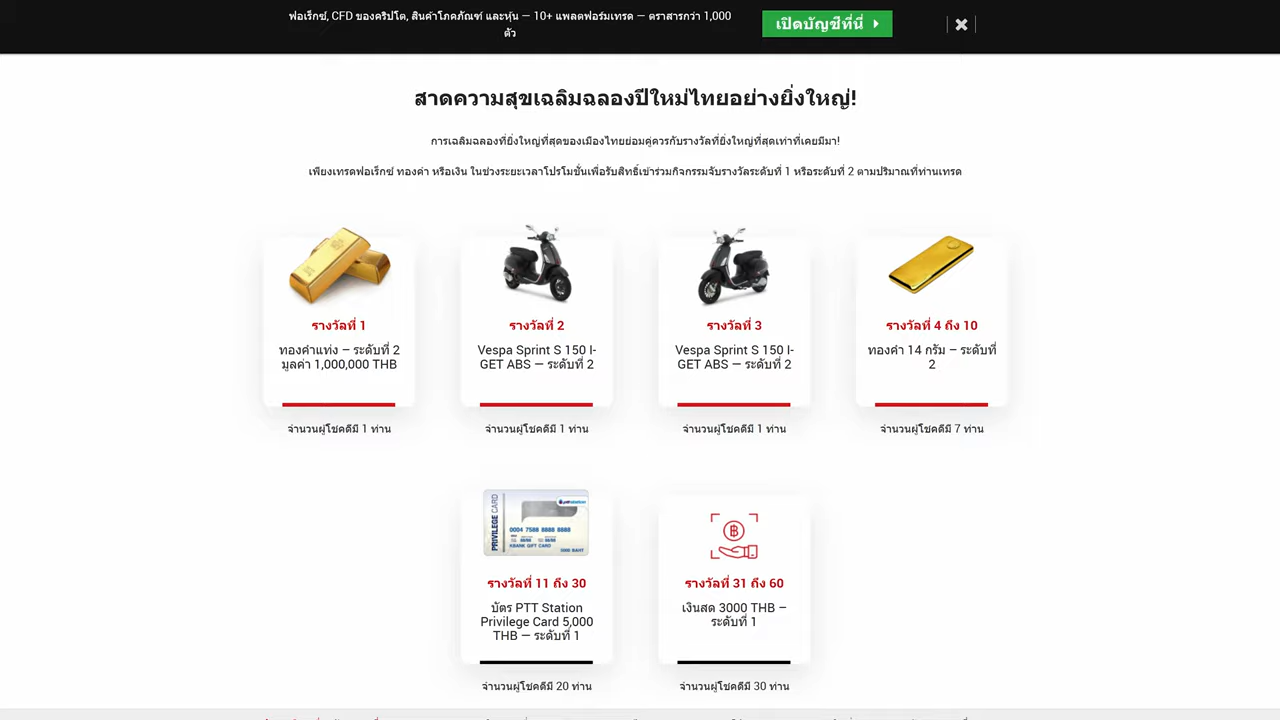 ฟอเร็กซ์, CFD ของคริปโต, สินค้าโภคภัณฑ์ และหุ้น — 10+ แพลตฟอร์มเทรด — ตราสารกว่า 1,000
ตัว
เปิดบัญชีที่นี่
สาดความสุขเฉลิมฉลองปีใหม่ไทยอย่างยิ่งใหญ่!
การเฉลิมฉลองที่ยิ่งใหญ่ที่สุดของเมืองไทยย่อมคู่ควรกับรางวัลที่ยิ่งใหญ่ที่สุดเท่าที่เคยมีมา!
เพียงเทรดฟอเร็กซ์ ทองคำ หรือเงิน ในช่วงระยะเวลาโปรโมชั่นเพื่อรับสิทธิ์เข้าร่วมกิจกรรมจับรางวัลระดับที่ 1 หรือระดับที่ 2 ตามปริมาณที่ท่านเทรด
รางวัลที่ 1
ทองคำแท่ง – ระดับที่ 2
มูลค่า 1,000,000 THB
จำนวนผู้โชคดีมี 1 ท่าน
รางวัลที่ 2
Vespa Sprint S 150 I-
GET ABS — ระดับที่ 2
จำนวนผู้โชคดีมี 1 ท่าน
รางวัลที่ 3
Vespa Sprint S 150 I-
GET ABS — ระดับที่ 2
จำนวนผู้โชคดีมี 1 ท่าน
รางวัลที่ 4 ถึง 10
ทองคำ 14 กรัม – ระดับที่
2
จำนวนผู้โชคดีมี 7 ท่าน
PRIVILEGE CARD
0004 7588 8888 8888
KBANK GIFT CARD
รางวัลที่ 11 ถึง 30
บัตร PTT Station
Privilege Card 5,000
THB — ระดับที่ 1
จำนวนผู้โชคดีมี 20 ท่าน
รางวัลที่ 31 ถึง 60
เงินสด 3000 THB –
ระดับที่ 1
จำนวนผู้โชคดีมี 30 ท่าน